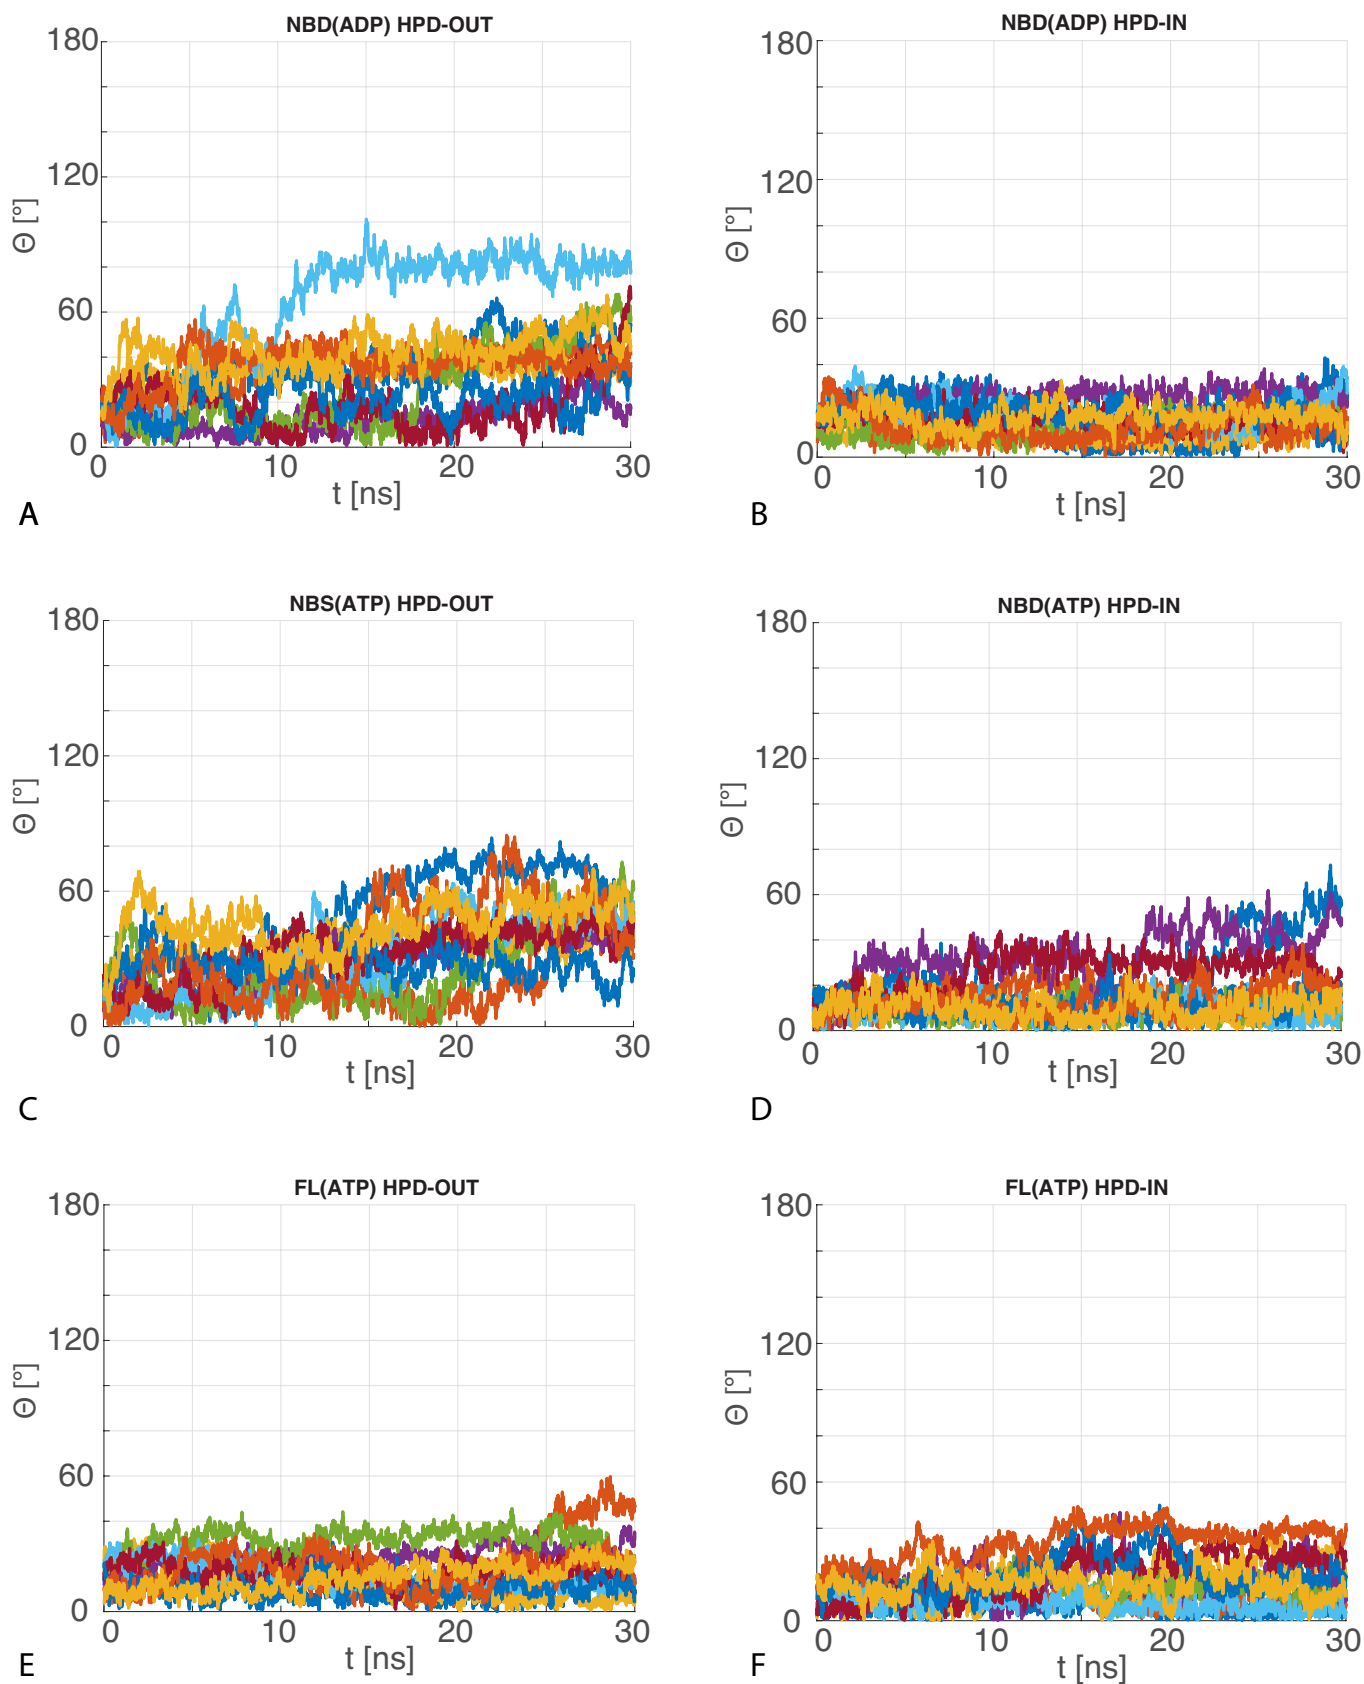 NBD(ADP) HPD-OUT
180
120
60
0
Θ [°]
0 10 20 30
t [ns]
A
NBD(ADP) HPD-IN
180
120
60
0
Θ [°]
0 10 20 30
t [ns]
B
NBS(ATP) HPD-OUT
180
120
60
0
Θ [°]
0 10 20 30
t [ns]
C
NBD(ATP) HPD-IN
180
120
60
0
Θ [°]
0 10 20 30
t [ns]
D
FL(ATP) HPD-OUT
180
120
60
0
Θ [°]
0 10 20 30
t [ns]
E
FL(ATP) HPD-IN
180
120
60
0
Θ [°]
0 10 20 30
t [ns]
F